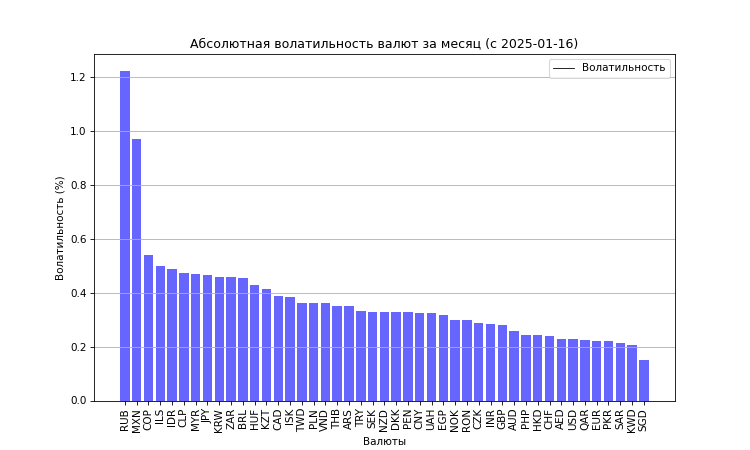 Абсолютная волатильность валют за месяц (с 2025-01-16)
Волатильность
Волатильность (%)
1.2
1.0
0.8
0.6
0.4
0.2
0.0
RUB
MXN
COP
ILS
IDR
CLP
MYR
JPY
KRW
ZAR
BRL
HUF
KZT
CAD
ISK
TWD
PLN
VND
THB
ARS
TRY
SEK
NZD
DKK
PEN
CNY
UAH
EGP
NOK
RON
CZK
INR
GBP
AUD
PHP
HKD
CHF
AED
USD
QAR
EUR
PKR
SAR
KWD
SGD
Валюты